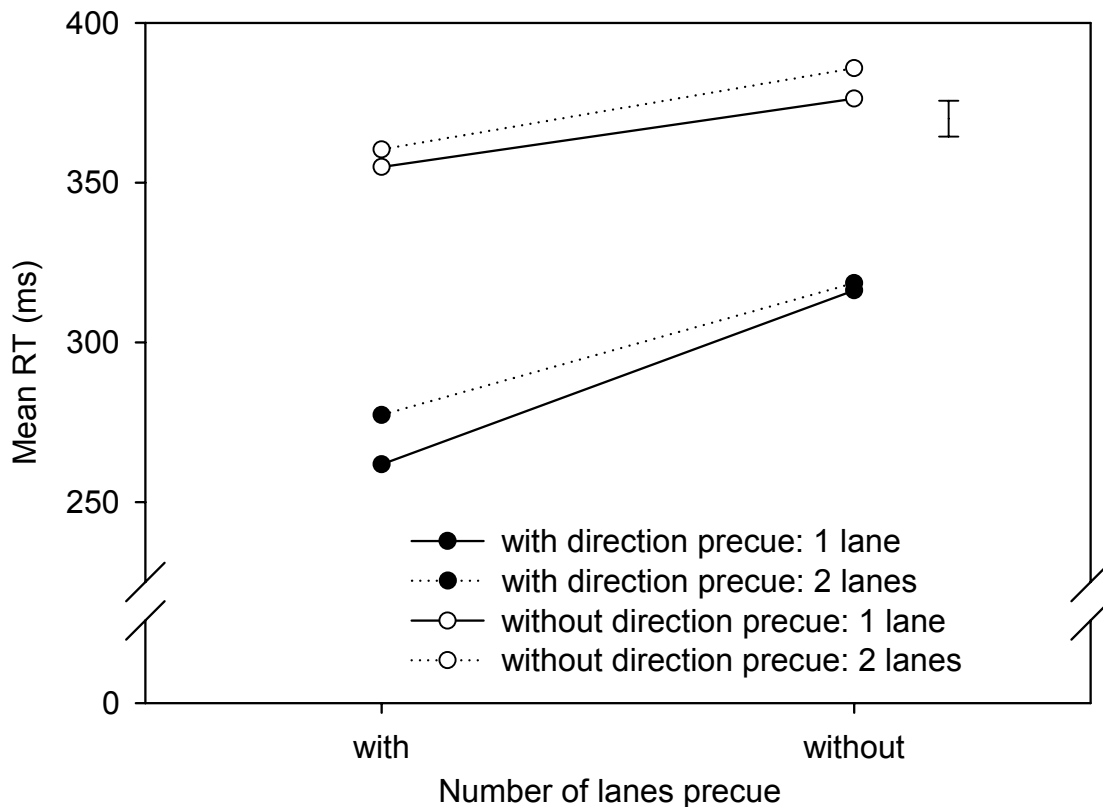 400
350
300
250
0
Mean RT (ms)
with direction precue: 1 lane
with direction precue: 2 lanes
without direction precue: 1 lane
without direction precue: 2 lanes
with
without
Number of lanes precue